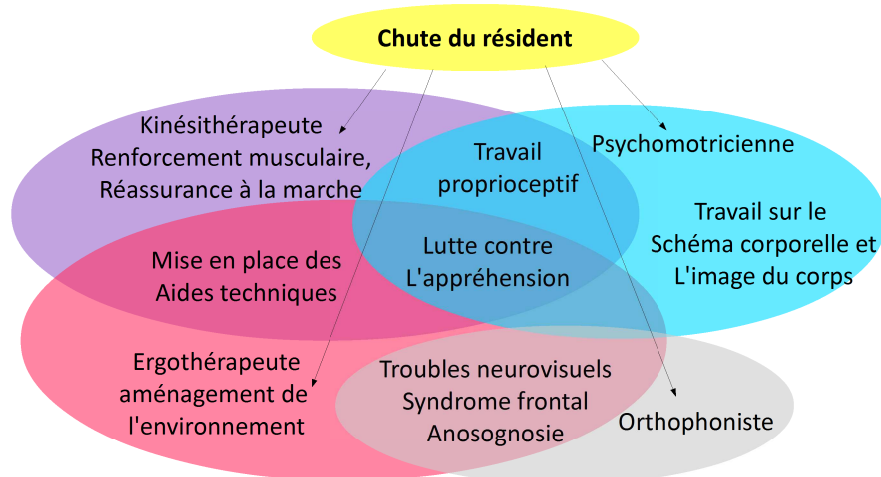 Chute du résident
Kinésithérapeute
Renforcement musculaire,
Réassurance à la marche
Travail
proprioceptif
Psychomotricienne
Travail sur le
Schéma corporelle et
L'image du corps
Mise en place des
Aides techniques
Lutte contre
L'appréhension
Ergothérapeute
aménagement de
l'environnement
Troubles neurovisuels
Syndrome frontal
Anosognosie
Orthophoniste